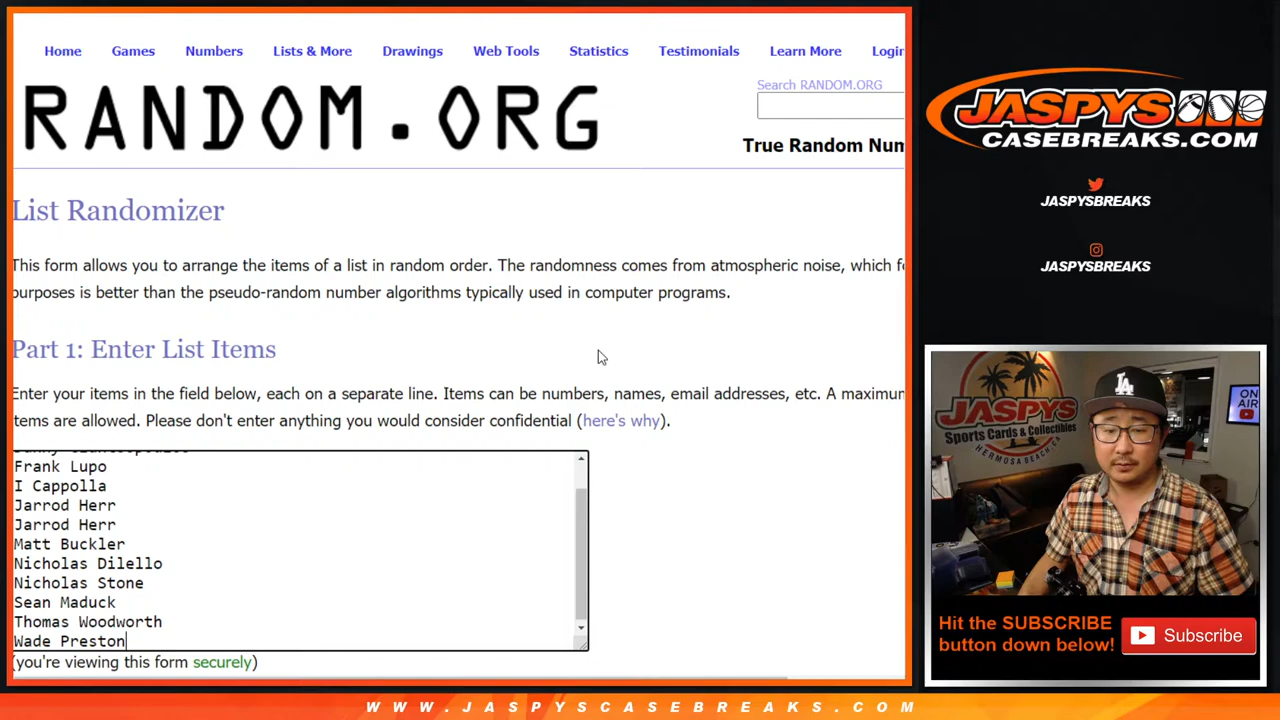 Home Games Numbers Lists & More Drawings Web Tools Statistics Testimonials Learn More Login
RANDOM.ORG
Search RANDOM.ORG
True Random Num
List Randomizer
This form allows you to arrange the items of a list in random order. The randomness comes from atmospheric noise, which f
purposes is better than the pseudo-random number algorithms typically used in computer programs.
Part 1: Enter List Items
Enter your items in the field below, each on a separate line. Items can be numbers, names, email addresses, etc. A maximum
items are allowed. Please don't enter anything you would consider confidential (here's why).
Frank Lupo
I Cappolla
Jarrod Herr
Jarrod Herr
Matt Buckler
Nicholas Dilello
Nicholas Stone
Sean Maduck
Thomas Woodworth
Wade Preston
(you're viewing this form securely)
JASPYS
CASEBREAKS.COM
JASPYSBREAKS
JASPYSBREAKS
JASPYS
Sports Cards & Collectibles
HERMOSA BEACH, CA
LA
ON
AIR
Hit the SUBSCRIBE
button down below!
Subscribe
WWW.JASPYSCASEBREAKS.COM